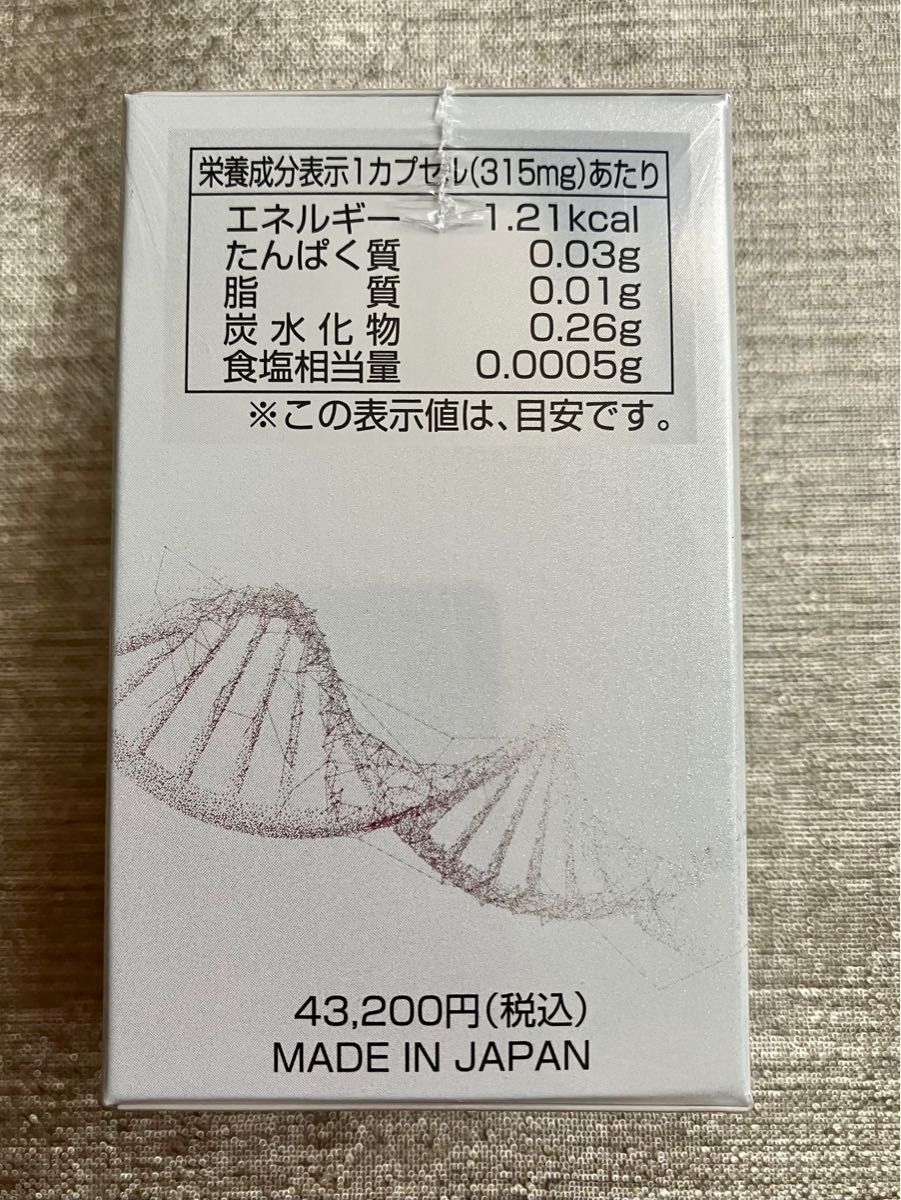 栄養成分表示1カプセル(315mg)あたり
エネルギー 1.21kcal
たんぱく質 0.03g
脂質 0.01g
炭水化物 0.26g
食塩相当量 0.0005g
※この表示値は、目安です。
43,200円(税込)
MADE IN JAPAN